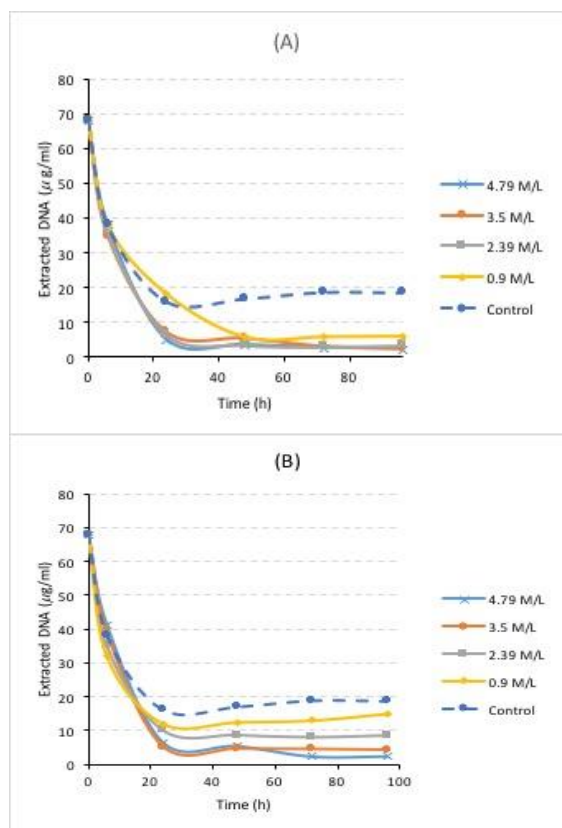 (A)
Extracted DNA (μg/ml)
80
70
60
50
40
30
20
10
0
0 20 40 60 80
Time (h)
4.79 M/L
3.5 M/L
2.39 M/L
0.9 M/L
Control
(B)
Extracted DNA (μg/ml)
80
70
60
50
40
30
20
10
0
0 20 40 60 80 100
Time (h)
4.79 M/L
3.5 M/L
2.39 M/L
0.9 M/L
Control